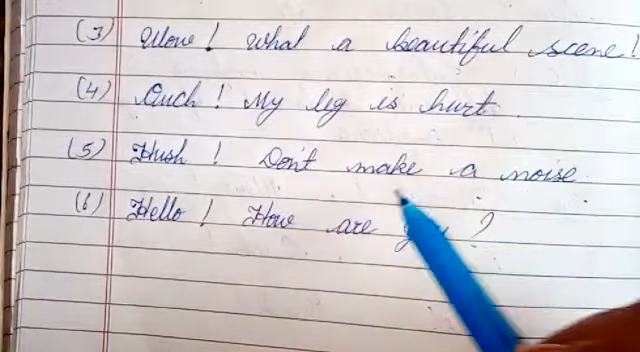 (3) Wow! What a beautiful scene!
(4) Ouch! My leg is hurt.
(5) Hush! Don't make a noise
(6) Hello! How are you?